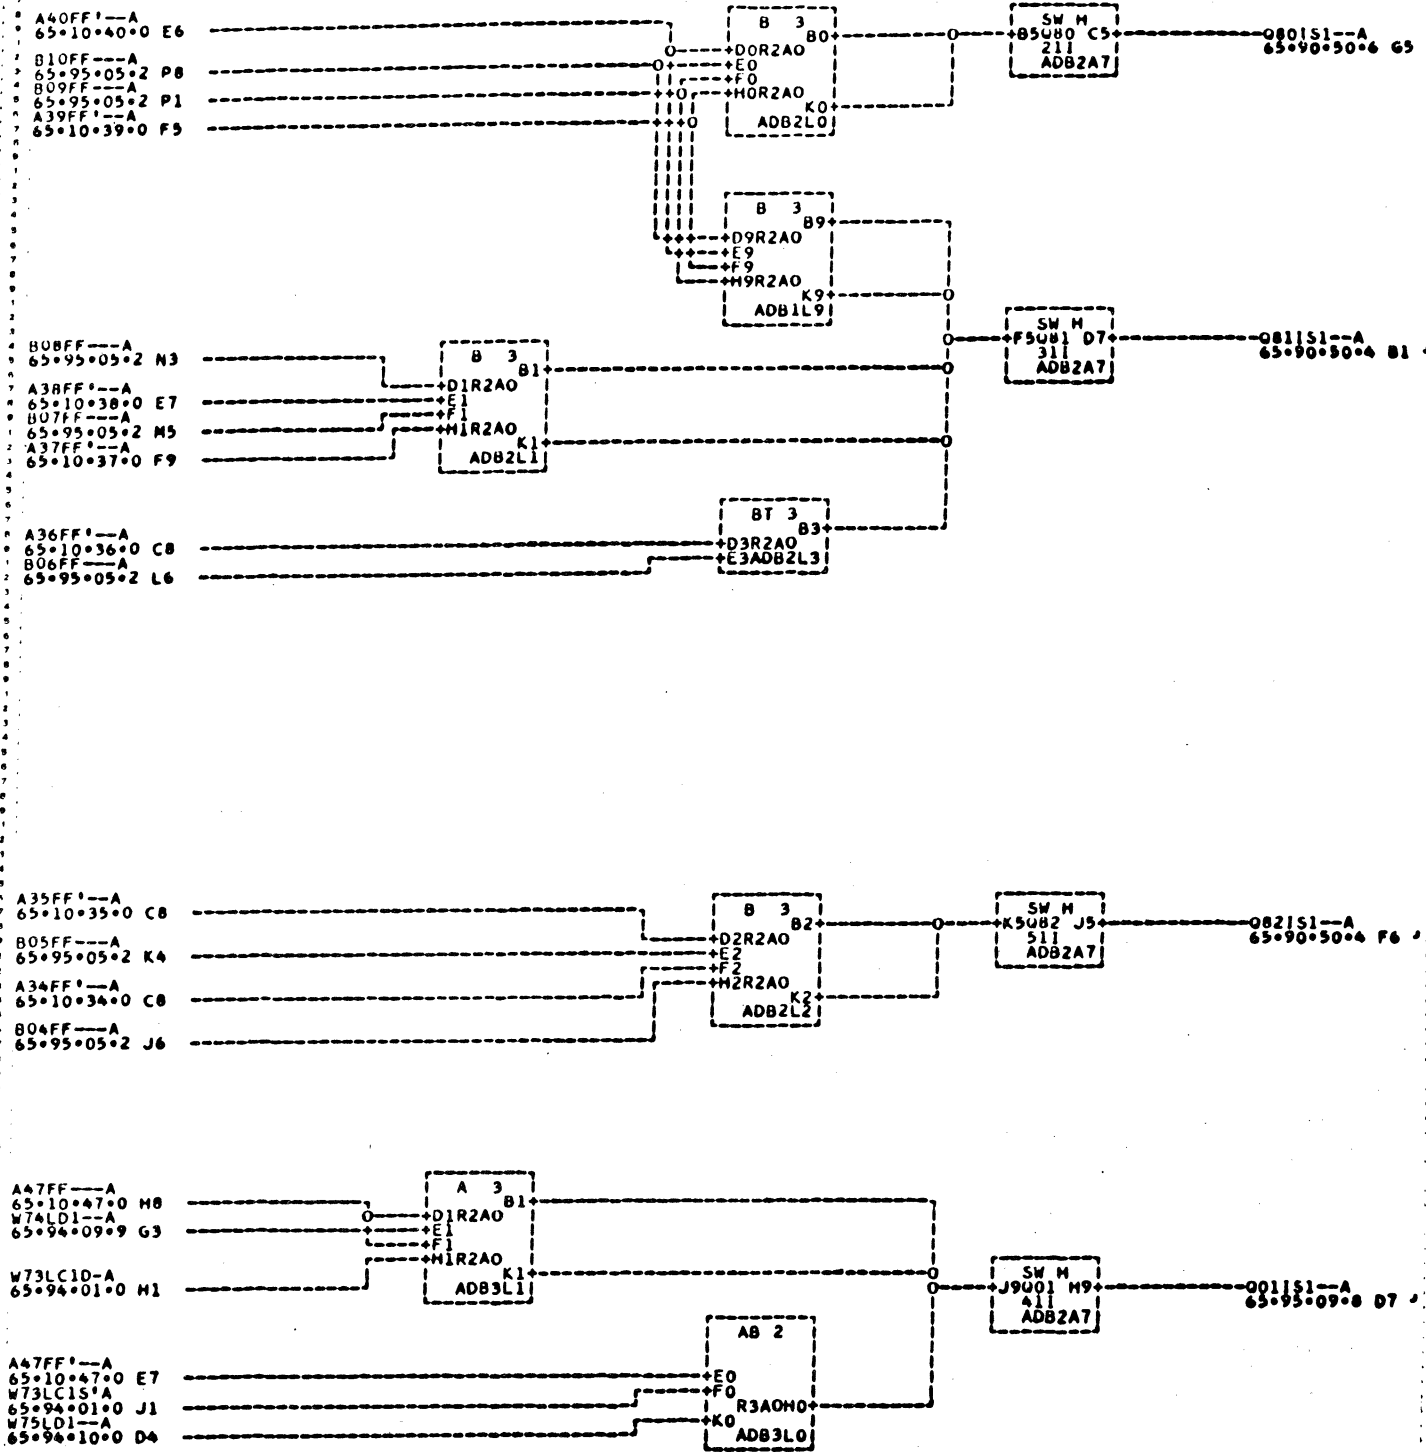 A40FF'--A
65•10•40•0 E6
B10FF---A
65•95•05•2 P8
B09FF---A
65•95•05•2 P1
A39FF'--A
65•10•39•0 F5
B 3
B0
D0R2A0
E0
F0
H0R2A0
K0
ADB2L0
SW H
B5Q80 C5
211
ADB2A7
Q80IS1--A
65•90•50•6 G5
B 3
B9
D9R2A0
E9
F9
H9R2A0
K9
ADB1L9
B08FF---A
65•95•05•2 N3
A38FF'--A
65•10•38•0 E7
B07FF---A
65•95•05•2 M5
A37FF'--A
65•10•37•0 F9
B 3
B1
D1R2A0
E1
F1
H1R2A0
K1
ADB2L1
SW H
F5Q81 D7
311
ADB2A7
Q81IS1--A
65•90•50•4 B1
A36FF'--A
65•10•36•0 C8
B06FF---A
65•95•05•2 L6
BT 3
B3
D3R2A0
E3ADB2L3
A35FF'--A
65•10•35•0 C8
B05FF---A
65•95•05•2 K4
A34FF'--A
65•10•34•0 C8
B04FF---A
65•95•05•2 J6
B 3
B2
D2R2A0
E2
F2
H2R2A0
K2
ADB2L2
SW H
K5Q82 J5
511
ADB2A7
Q82IS1--A
65•90•50•4 F6
A47FF---A
65•10•47•0 H8
W74LD1--A
65•94•09•9 G3
W73LC1D-A
65•94•01•0 H1
A 3
B1
D1R2A0
E1
F1
H1R2A0
K1
ADB3L1
SW H
J9Q01 H9
411
ADB2A7
Q01IS1--A
65•95•09•8 D7
A47FF'--A
65•10•47•0 E7
W73LC1S'A
65•94•01•0 J1
W75LD1--A
65•94•10•0 D4
AB 2
E0
F0
R3A0H0
K0
ADB3L0